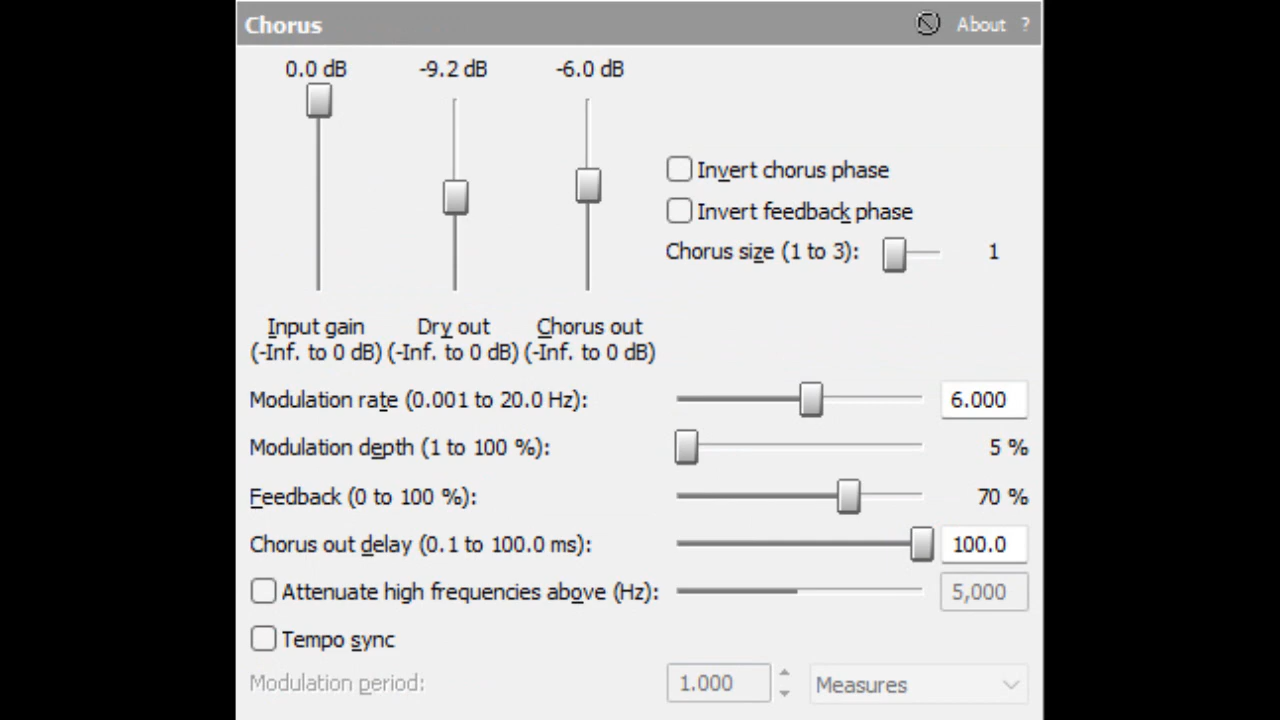 Chorus About ?
0.0 dB -9.2 dB -6.0 dB
Invert chorus phase
Invert feedback phase
Chorus size (1 to 3): 1
Input gain Dry out Chorus out
(-Inf. to 0 dB) (-Inf. to 0 dB) (-Inf. to 0 dB)
Modulation rate (0.001 to 20.0 Hz): 6.000
Modulation depth (1 to 100 %): 5 %
Feedback (0 to 100 %): 70 %
Chorus out delay (0.1 to 100.0 ms): 100.0
Attenuate high frequencies above (Hz): 5,000
Tempo sync
Modulation period: 1.000 Measures